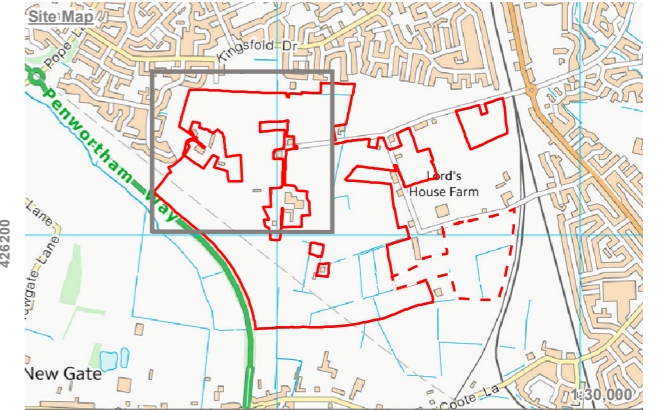 Site Map
Pope La
Kingsfold Dr
Penwortham Way
Lord's
House Farm
Lane
426200
wgate-Lane
New Gate
Coote-La
1:30,000